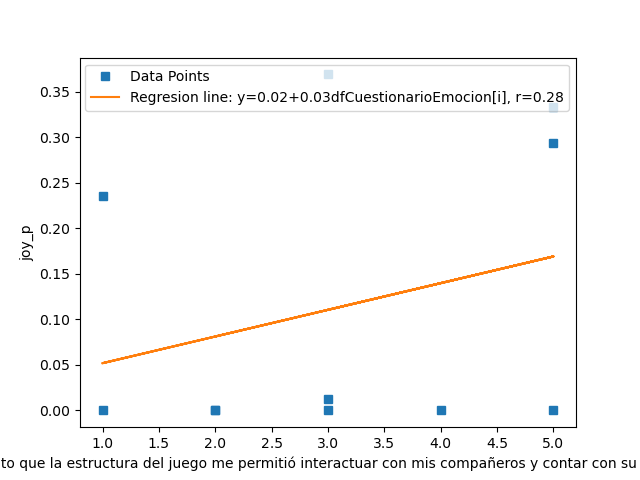 Data Points
Regresion line: y=0.02+0.03dfCuestionarioEmocion[i], r=0.28
0.35
0.30
0.25
0.20
0.15
0.10
0.05
0.00
joy_p
1.0 1.5 2.0 2.5 3.0 3.5 4.0 4.5 5.0
to que la estructura del juego me permitió interactuar con mis compañeros y contar con su